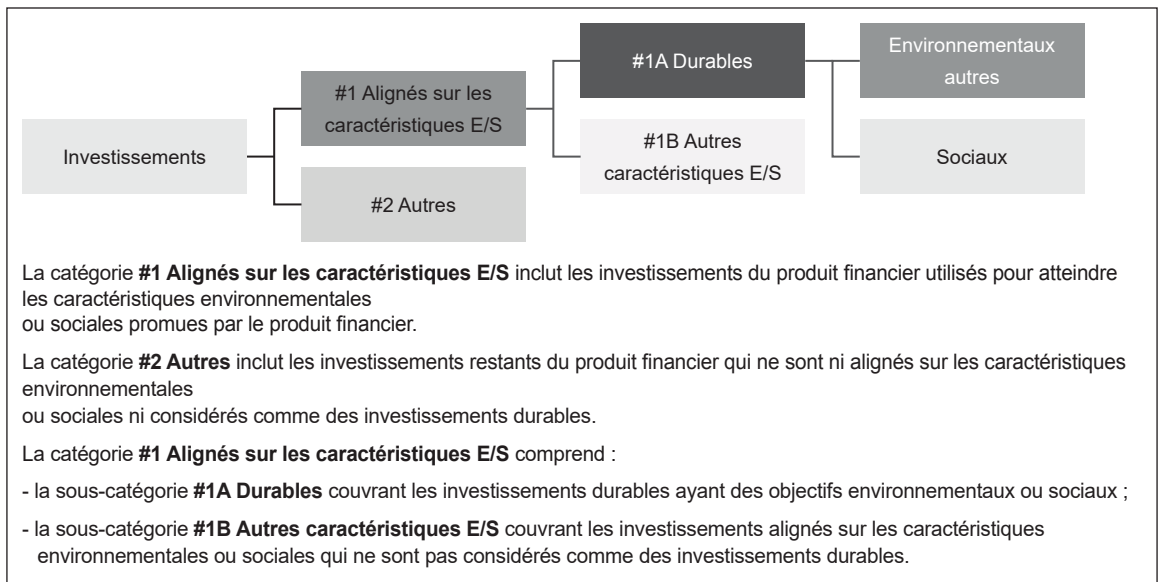 Investissements
#1 Alignés sur les
caractéristiques E/S
#2 Autres
#1A Durables
#1B Autres
caractéristiques E/S
Environnementaux
autres
Sociaux
La catégorie #1 Alignés sur les caractéristiques E/S inclut les investissements du produit financier utilisés pour atteindre
les caractéristiques environnementales
ou sociales promues par le produit financier.
La catégorie #2 Autres inclut les investissements restants du produit financier qui ne sont ni alignés sur les caractéristiques
environnementales
ou sociales ni considérés comme des investissements durables.
La catégorie #1 Alignés sur les caractéristiques E/S comprend :
- la sous-catégorie #1A Durables couvrant les investissements durables ayant des objectifs environnementaux ou sociaux ;
- la sous-catégorie #1B Autres caractéristiques E/S couvrant les investissements alignés sur les caractéristiques
environnementales ou sociales qui ne sont pas considérés comme des investissements durables.